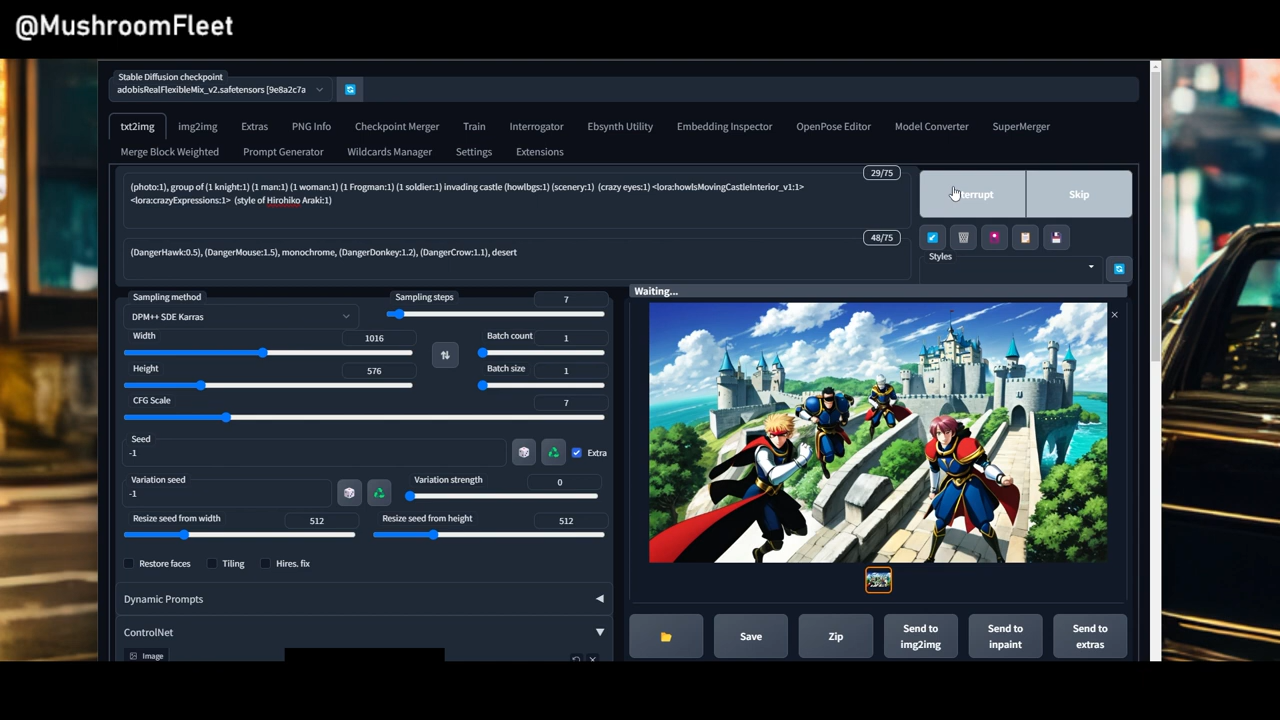 @MushroomFleet
Stable Diffusion checkpoint
adobisRealFlexibleMix_v2.safetensors [9e8a2c7a
txt2img img2img Extras PNG Info Checkpoint Merger Train Interrogator Ebsynth Utility Embedding Inspector OpenPose Editor Model Converter SuperMerger
Merge Block Weighted Prompt Generator Wildcards Manager Settings Extensions
29/75
(photo:1), group of (1 knight:1) (1 man:1) (1 woman:1) (1 Frogman:1) (1 soldier:1) invading castle (howlbgs:1) (scenery:1) (crazy eyes:1) <lora:howlsMovingCastleInterior_v1:1>
<lora:crazyExpressions:1> (style of Hirohiko Araki:1)
Skip
48/75
(DangerHawk:0.5), (DangerMouse:1.5), monochrome, (DangerDonkey:1.2), (DangerCrow:1.1), desert
Styles
Sampling method
DPM++ SDE Karras
Sampling steps
7
Width
1016
Height
576
Batch count
1
Batch size
1
CFG Scale
7
Seed
-1
Extra
Variation seed
-1
Variation strength
0
Resize seed from width
512
Resize seed from height
512
Restore faces Tiling Hires. fix
Dynamic Prompts
ControlNet
Image
Waiting...
Save
Zip
Send to
img2img
Send to
inpaint
Send to
extras